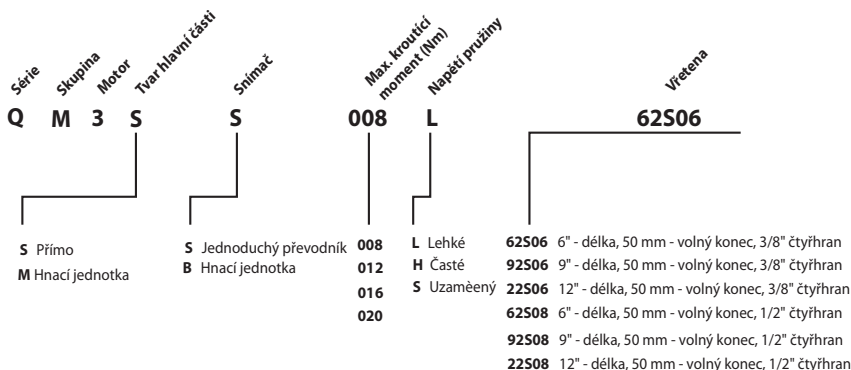 Série
Skupina
Motor
Tvar hlavní části
Snímač
Max. kroutící
moment (Nm)
Napětí pružiny
Vřetena
Q M 3 S S 008 L 62S06
S Přímo
M Hnací jednotka
S Jednoduchý převodník
B Hnací jednotka
008
012
016
020
L Lehké
H Časté
S Uzamèený
62S06 6" - délka, 50 mm - volný konec, 3/8" čtyřhran
92S06 9" - délka, 50 mm - volný konec, 3/8" čtyřhran
22S06 12" - délka, 50 mm - volný konec, 3/8" čtyřhran
62S08 6" - délka, 50 mm - volný konec, 1/2" čtyřhran
92S08 9" - délka, 50 mm - volný konec, 1/2" čtyřhran
22S08 12" - délka, 50 mm - volný konec, 1/2" čtyřhran